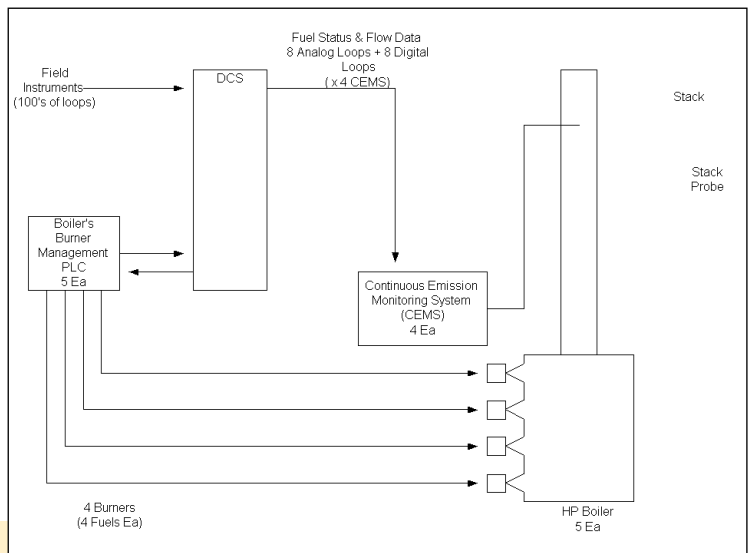 Fuel Status & Flow Data
8 Analog Loops + 8 Digital
Loops
( x 4 CEMS)
Field
Instruments
(100's of loops)
DCS
Stack
Stack
Probe
Boiler's
Burner
Management
PLC
5 Ea
Continuous Emission
Monitoring System
(CEMS)
4 Ea
4 Burners
(4 Fuels Ea)
HP Boiler
5 Ea